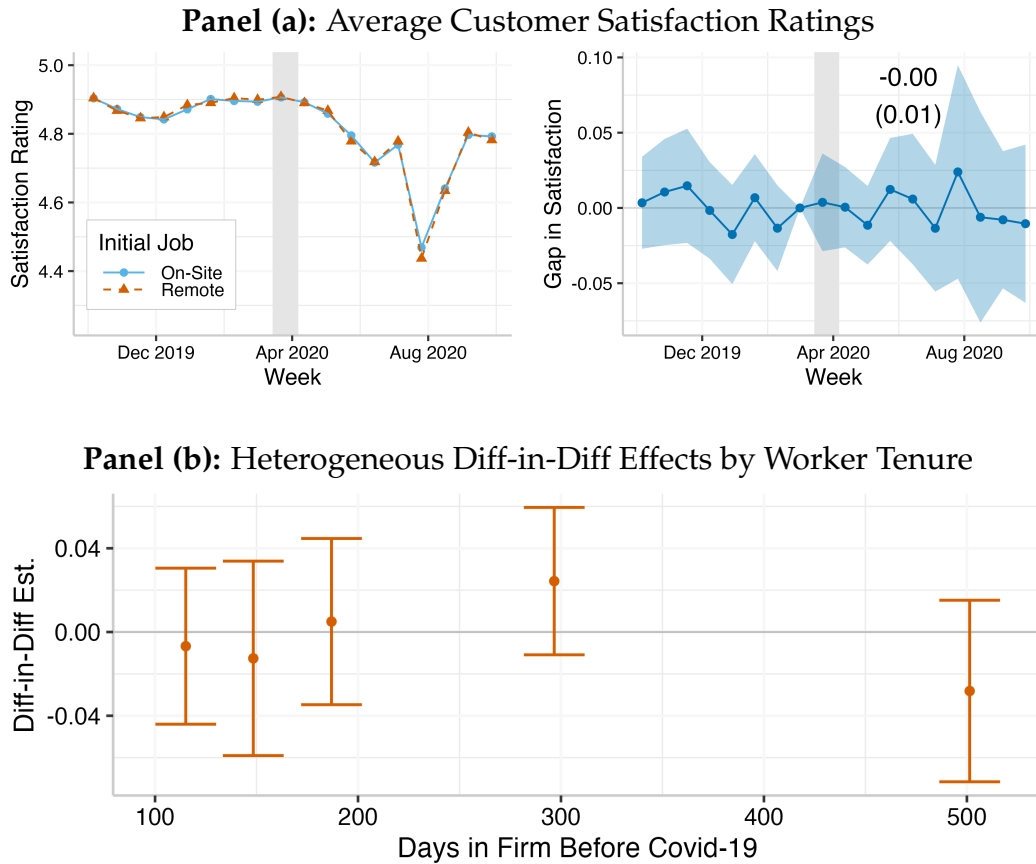 Panel (a): Average Customer Satisfaction Ratings
5.0
4.8
4.6
4.4
Satisfaction Rating
Initial Job
On-Site
Remote
Dec 2019
Apr 2020
Aug 2020
Week
0.10
0.05
0.00
-0.05
Gap in Satisfaction
-0.00
(0.01)
Dec 2019
Apr 2020
Aug 2020
Week
Panel (b): Heterogeneous Diff-in-Diff Effects by Worker Tenure
0.04
0.00
-0.04
Diff-in-Diff Est.
100
200
300
400
500
Days in Firm Before Covid-19